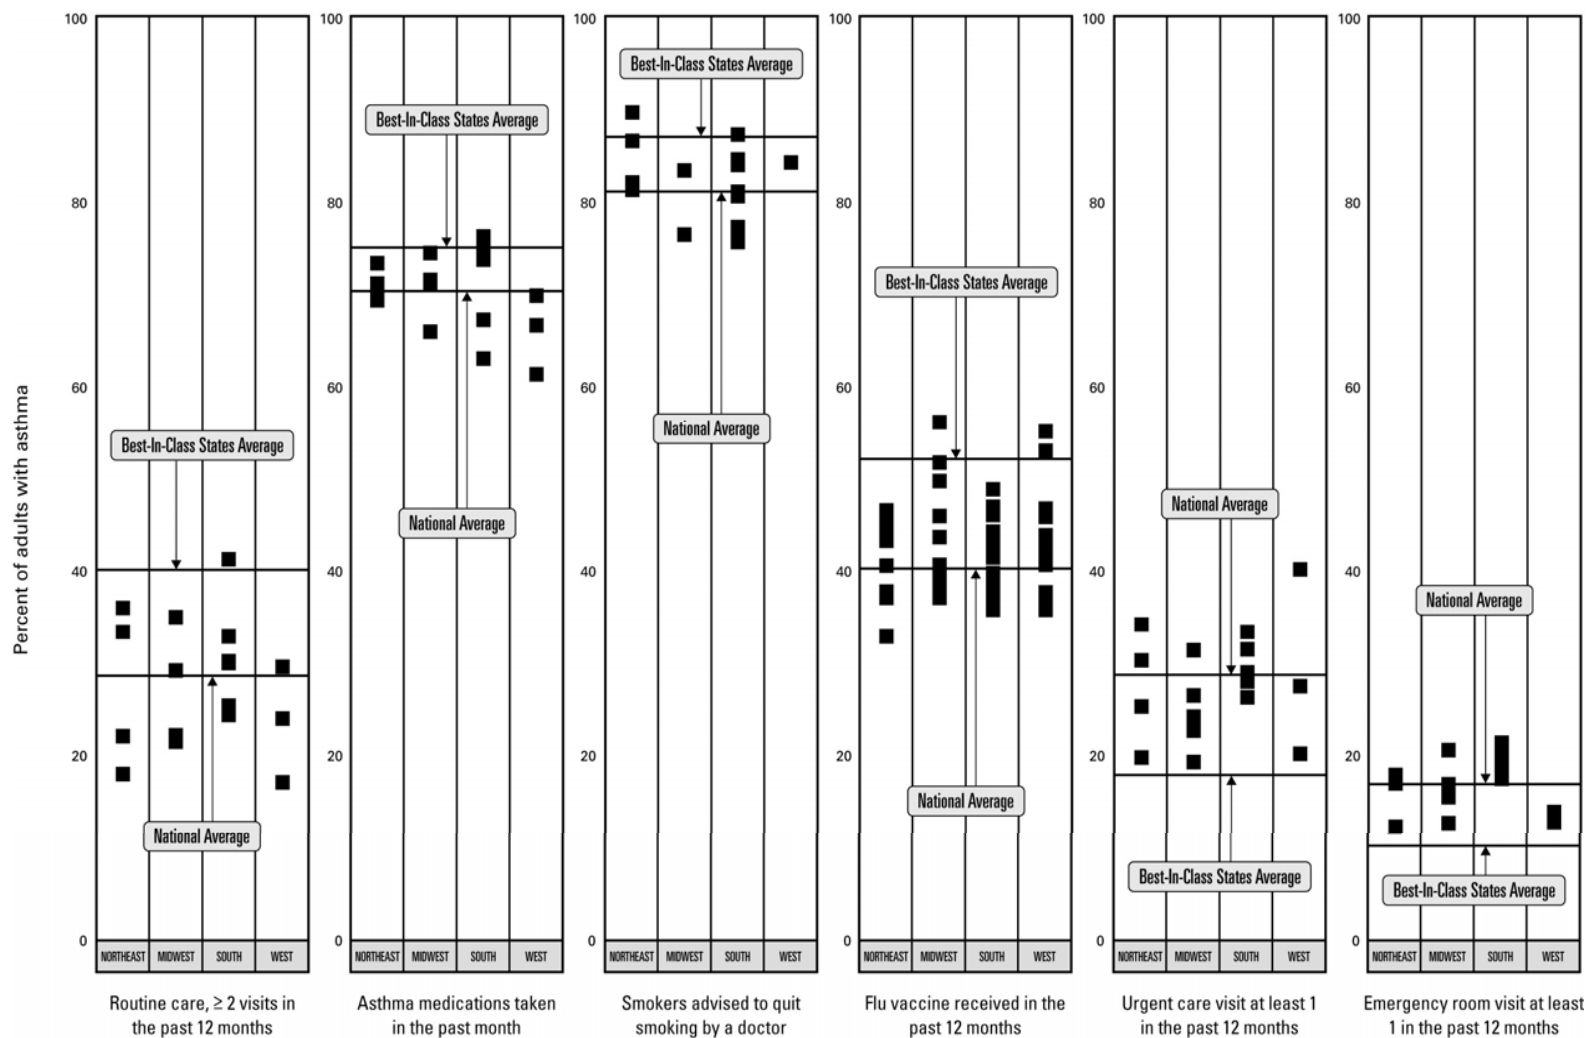 Percent of adults with asthma
100
80
60
40
20
0
Best-In-Class States Average
National Average
NORTHEAST MIDWEST SOUTH WEST
Routine care, ≥ 2 visits in
the past 12 months
100
80
60
40
20
0
Best-In-Class States Average
National Average
NORTHEAST MIDWEST SOUTH WEST
Asthma medications taken
in the past month
100
80
60
40
20
0
Best-In-Class States Average
National Average
NORTHEAST MIDWEST SOUTH WEST
Smokers advised to quit
smoking by a doctor
100
80
60
40
20
0
Best-In-Class States Average
National Average
NORTHEAST MIDWEST SOUTH WEST
Flu vaccine received in the
past 12 months
100
80
60
40
20
0
National Average
Best-In-Class States Average
NORTHEAST MIDWEST SOUTH WEST
Urgent care visit at least 1
in the past 12 months
100
80
60
40
20
0
National Average
Best-In-Class States Average
NORTHEAST MIDWEST SOUTH WEST
Emergency room visit at least
1 in the past 12 months